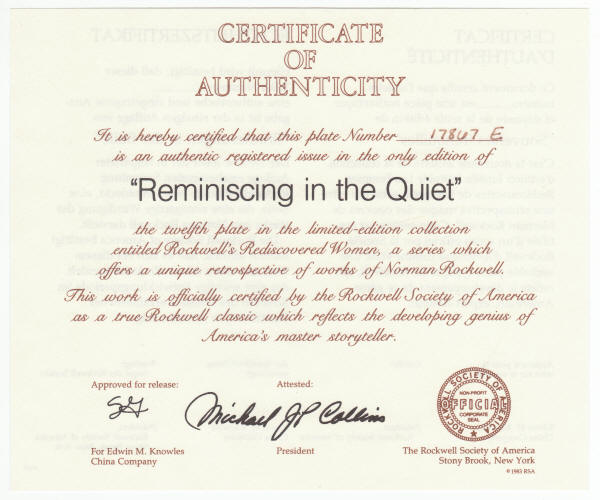 CERTIFICATE
OF
AUTHENTICITY
It is hereby certified that this plate Number 17867 E
is an authentic registered issue in the only edition of
"Reminiscing in the Quiet"
the twelfth plate in the limited-edition collection
entitled Rockwell's Rediscovered Women, a series which
offers a unique retrospective of works of Norman Rockwell.
This work is officially certified by the Rockwell Society of America
as a true Rockwell classic which reflects the developing genius of
America's master storyteller.
Approved for release:
Attested:
Michael JP Collins
For Edwin M. Knowles
China Company
President
ROCKWELL SOCIETY OF AMERICA
NON-PROFIT
OFFICIAL
CORPORATE
SEAL
The Rockwell Society of America
Stony Brook, New York
© 1983 RSA